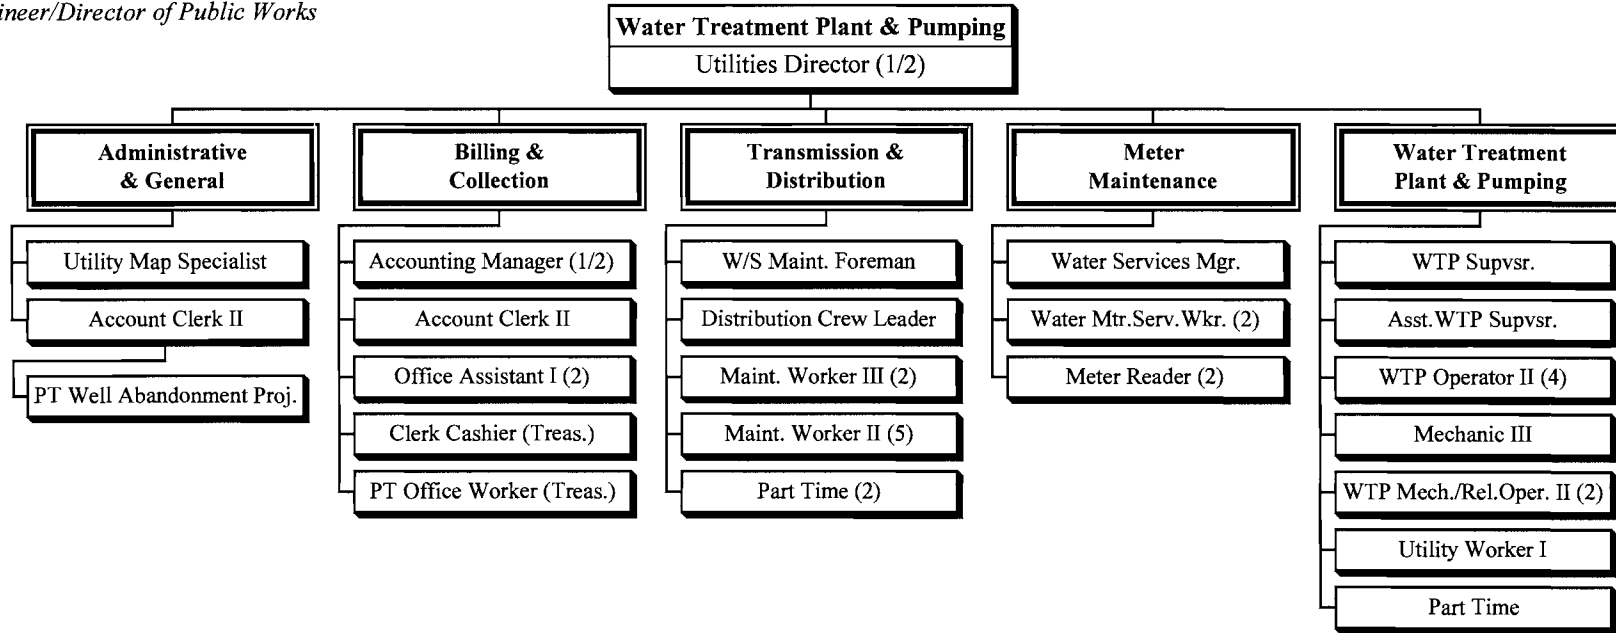 Director of Public Works
Water Treatment Plant & Pumping
Utilities Director (1/2)
Administrative
& General
Utility Map Specialist
Account Clerk II
PT Well Abandonment Proj.
Billing &
Collection
Accounting Manager (1/2)
Account Clerk II
Office Assistant I (2)
Clerk Cashier (Treas.)
PT Office Worker (Treas.)
Transmission &
Distribution
W/S Maint. Foreman
Distribution Crew Leader
Maint. Worker III (2)
Maint. Worker II (5)
Part Time (2)
Meter
Maintenance
Water Services Mgr.
Water Mtr.Serv.Wkr. (2)
Meter Reader (2)
Water Treatment
Plant & Pumping
WTP Supvsr.
Asst.WTP Supvsr.
WTP Operator II (4)
Mechanic III
WTP Mech./Rel.Oper. II (2)
Utility Worker I
Part Time